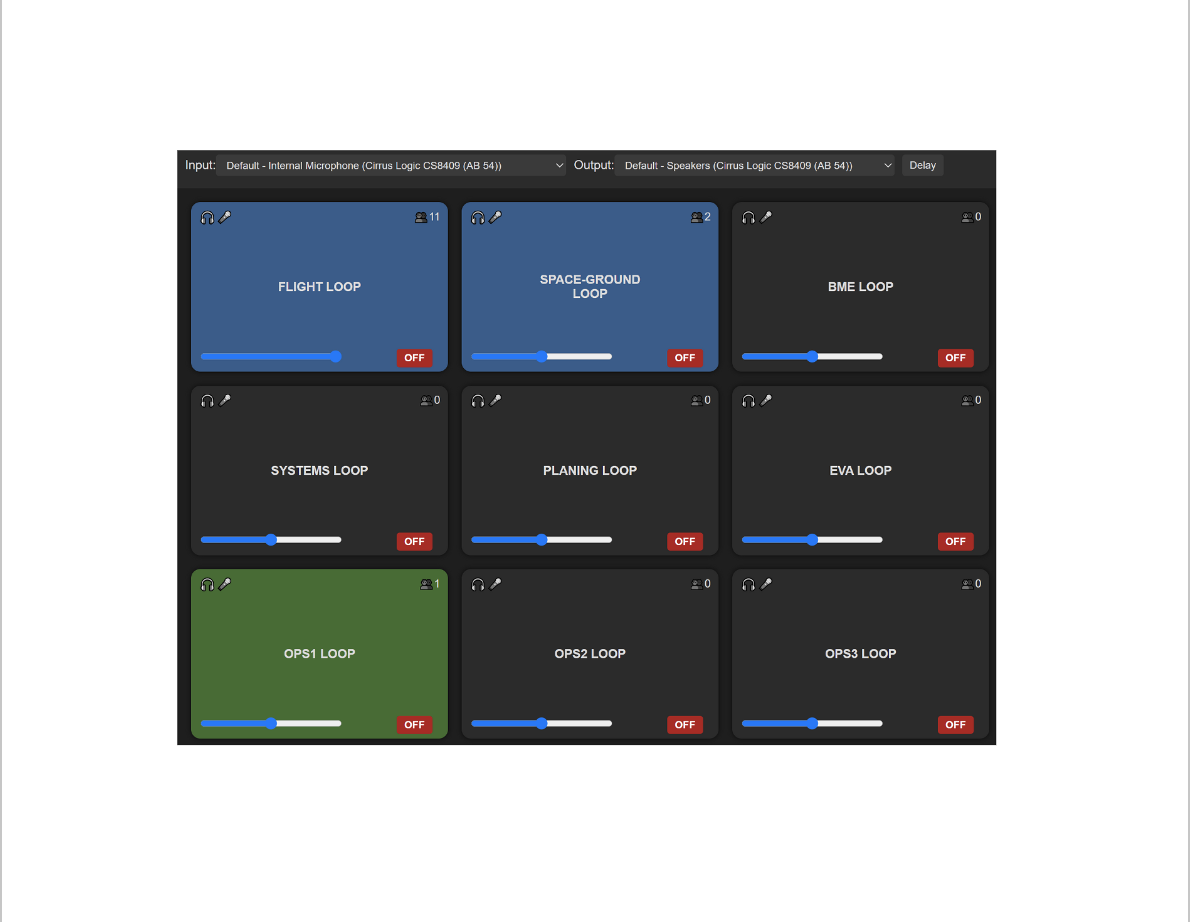 Input: Default - Internal Microphone (Cirrus Logic CS8409 (AB 54)) Output: Default - Speakers (Cirrus Logic CS8409 (AB 54)) Delay
11
FLIGHT LOOP
OFF
2
SPACE-GROUND
LOOP
OFF
0
BME LOOP
OFF
0
SYSTEMS LOOP
OFF
0
PLANING LOOP
OFF
0
EVA LOOP
OFF
1
OPS1 LOOP
OFF
0
OPS2 LOOP
OFF
0
OPS3 LOOP
OFF